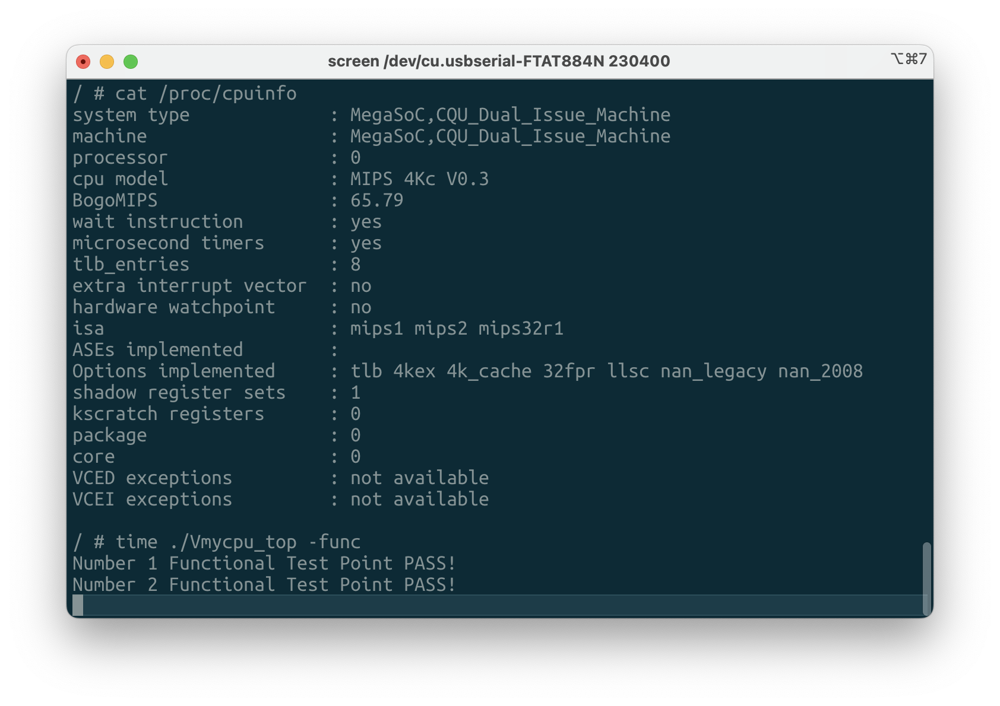 screen /dev/cu.usbserial-FTAT884N 230400
⌥⌘7
/ # cat /proc/cpuinfo
system type             : MegaSoC,CQU_Dual_Issue_Machine
machine                 : MegaSoC,CQU_Dual_Issue_Machine
processor               : 0
cpu model               : MIPS 4Kc V0.3
BogoMIPS                : 65.79
wait instruction        : yes
microsecond timers      : yes
tlb_entries             : 8
extra interrupt vector  : no
hardware watchpoint     : no
isa                     : mips1 mips2 mips32r1
ASEs implemented        :
Options implemented     : tlb 4kex 4k_cache 32fpr llsc nan_legacy nan_2008
shadow register sets    : 1
kscratch registers      : 0
package                 : 0
core                    : 0
VCED exceptions         : not available
VCEI exceptions         : not available
/ # time ./Vmycpu_top -func
Number 1 Functional Test Point PASS!
Number 2 Functional Test Point PASS!